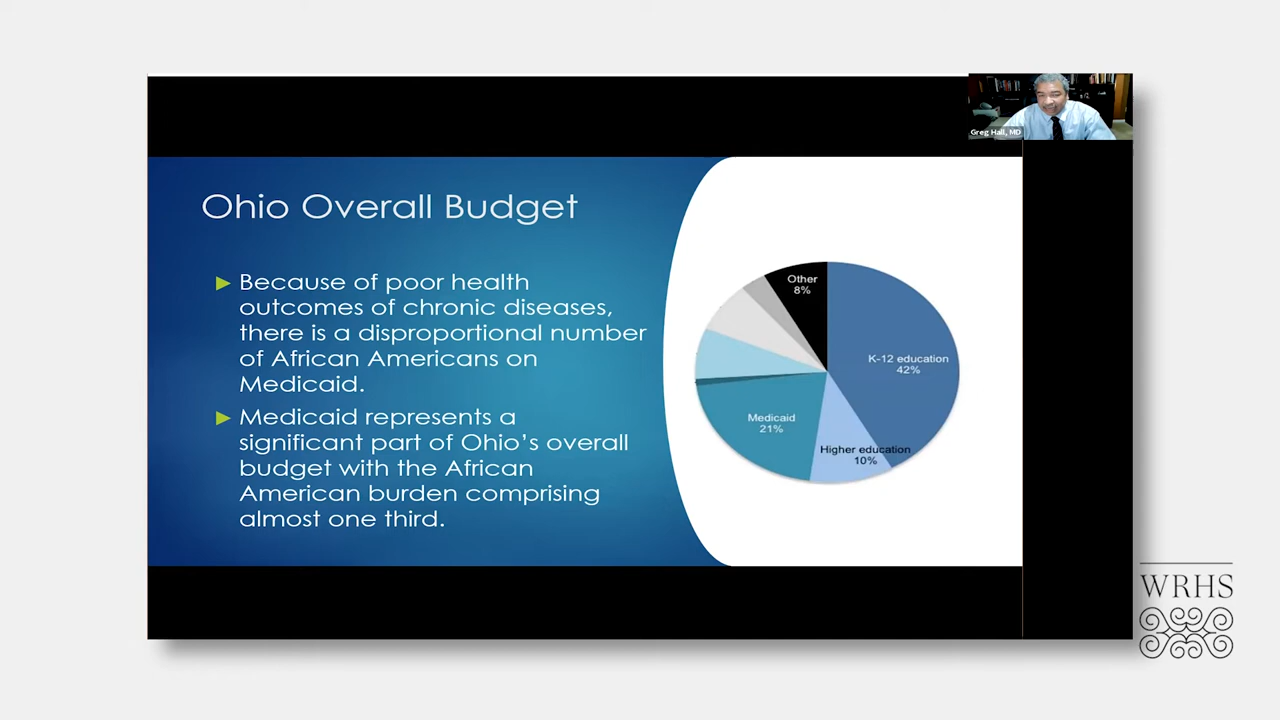 Greg Hall, MD
Ohio Overall Budget
Because of poor health
outcomes of chronic diseases,
there is a disproportional number
of African Americans on
Medicaid.
Medicaid represents a
significant part of Ohio's overall
budget with the African
American burden comprising
almost one third.
Other
8%
K-12 education
42%
Medicaid
21%
Higher education
10%
WRHS